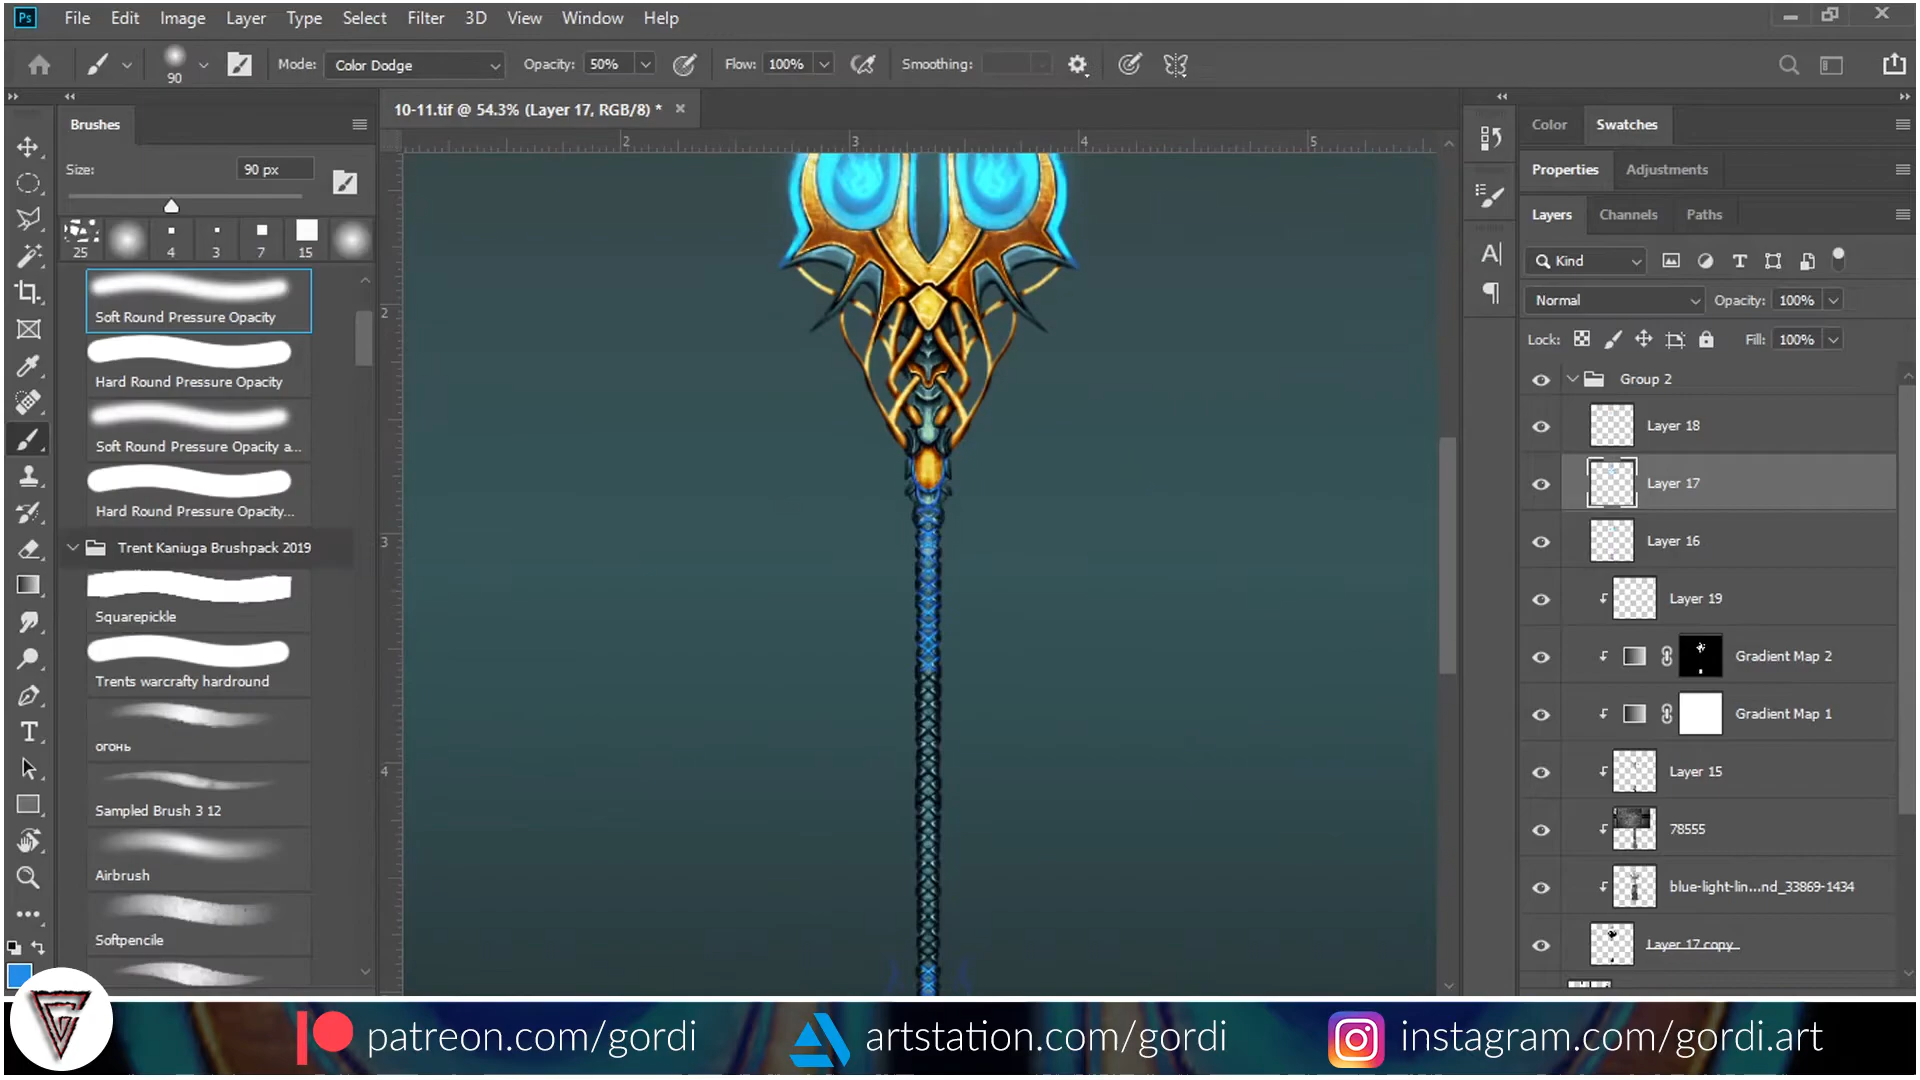 Ps File Edit Image Layer Type Select Filter 3D View Window Help
90 Mode: Color Dodge Opacity: 50% Flow: 100% Smoothing:
Brushes
Size: 90 px
25 4 3 7 15
Soft Round Pressure Opacity
Hard Round Pressure Opacity
Soft Round Pressure Opacity a...
Hard Round Pressure Opacity...
Trent Kaniuga Brushpack 2019
Squarepickle
Trents warcrafty hardround
огонь
Sampled Brush 3 12
Airbrush
Softpencile
10-11.tif @ 54.3% (Layer 17, RGB/8) *
2 3 4 5
2
3
4
Color Swatches
Properties Adjustments
Layers Channels Paths
Kind
Normal Opacity: 100%
Lock: Fill: 100%
Group 2
Layer 18
Layer 17
Layer 16
Layer 19
Gradient Map 2
Gradient Map 1
Layer 15
78555
blue-light-lin...nd_33869-1434
Layer 17 copy
patreon.com/gordi artstation.com/gordi instagram.com/gordi.art